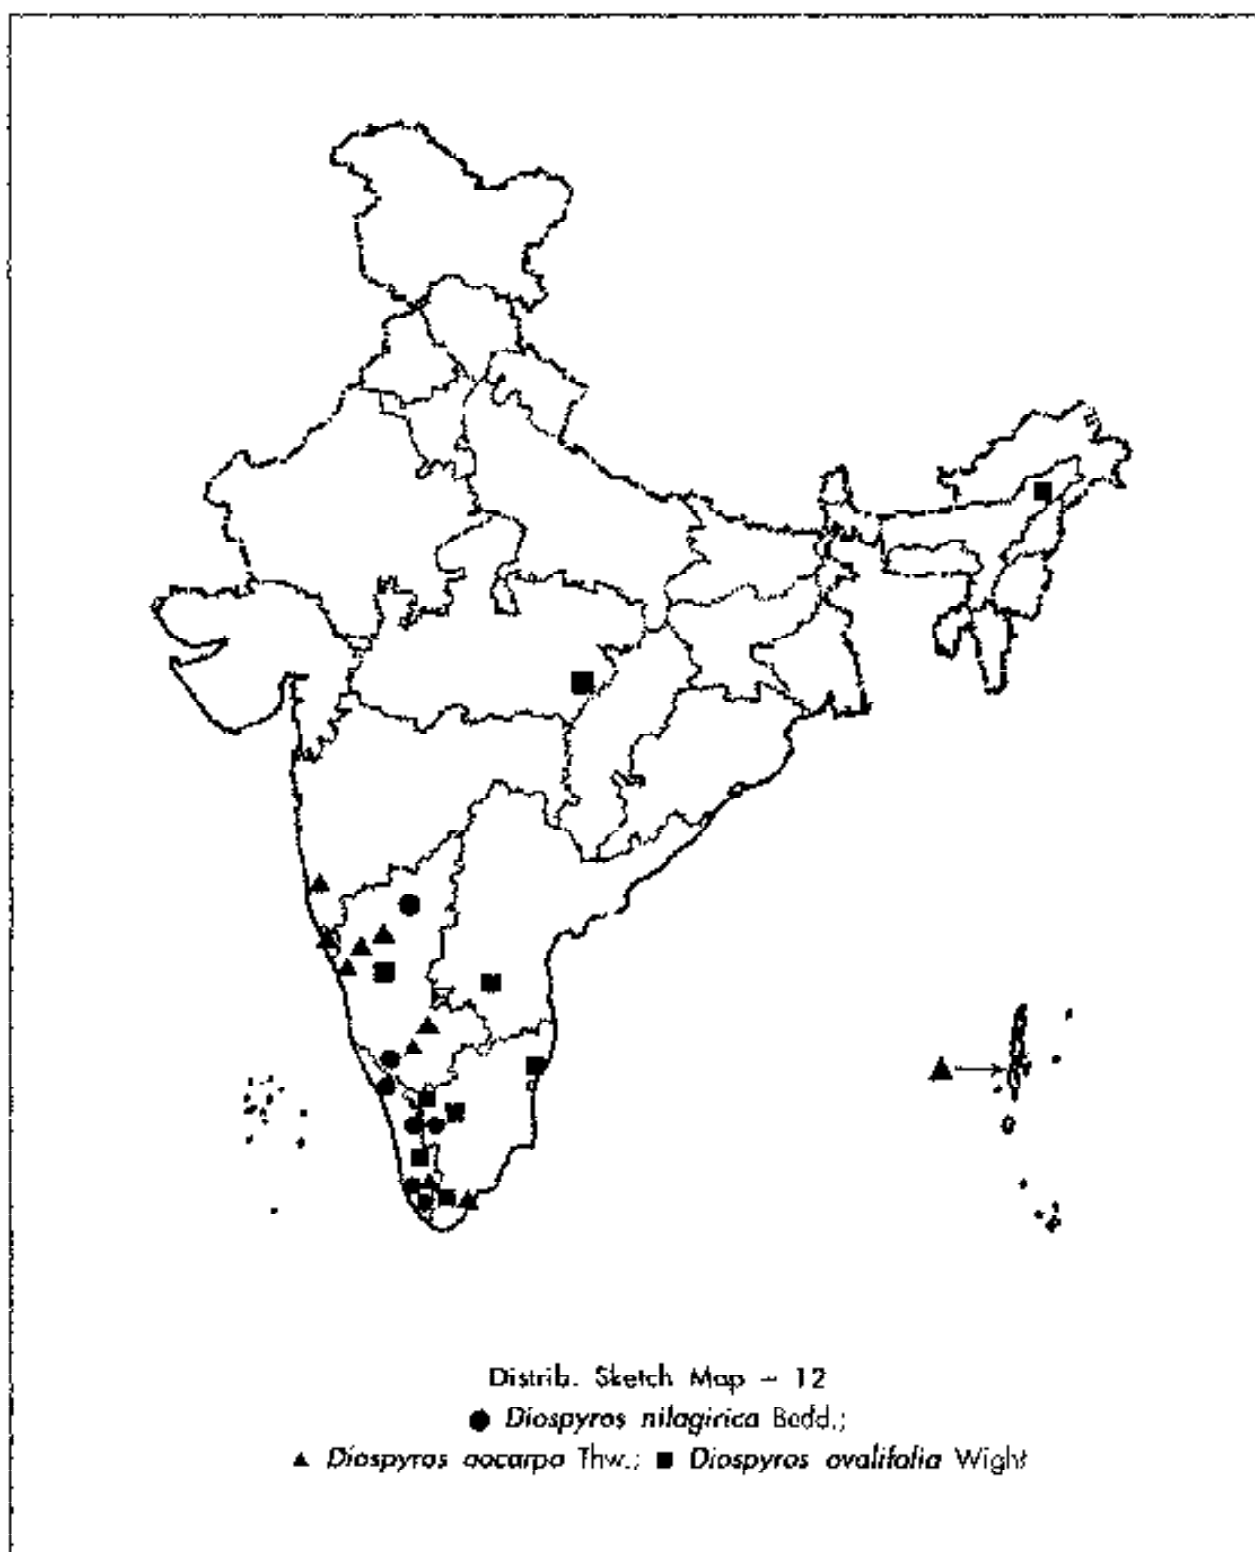 Distrib. Sketch Map – 12
● Diospyros nilagirica Bedd.;
▲ Diospyros oocarpa Thw.; ■ Diospyros ovalifolia Wight